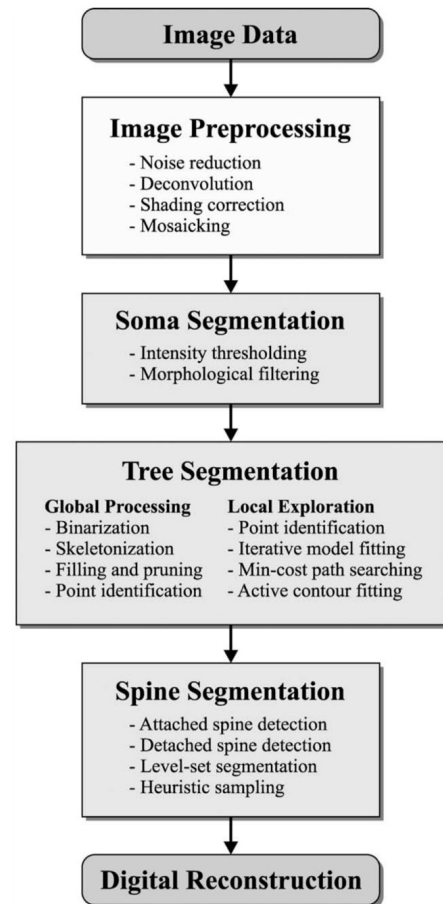 Image Data
Image Preprocessing
- Noise reduction
- Deconvolution
- Shading correction
- Mosaicking
Soma Segmentation
- Intensity thresholding
- Morphological filtering
Tree Segmentation
Global Processing
- Binarization
- Skeletonization
- Filling and pruning
- Point identification
Local Exploration
- Point identification
- Iterative model fitting
- Min-cost path searching
- Active contour fitting
Spine Segmentation
- Attached spine detection
- Detached spine detection
- Level-set segmentation
- Heuristic sampling
Digital Reconstruction